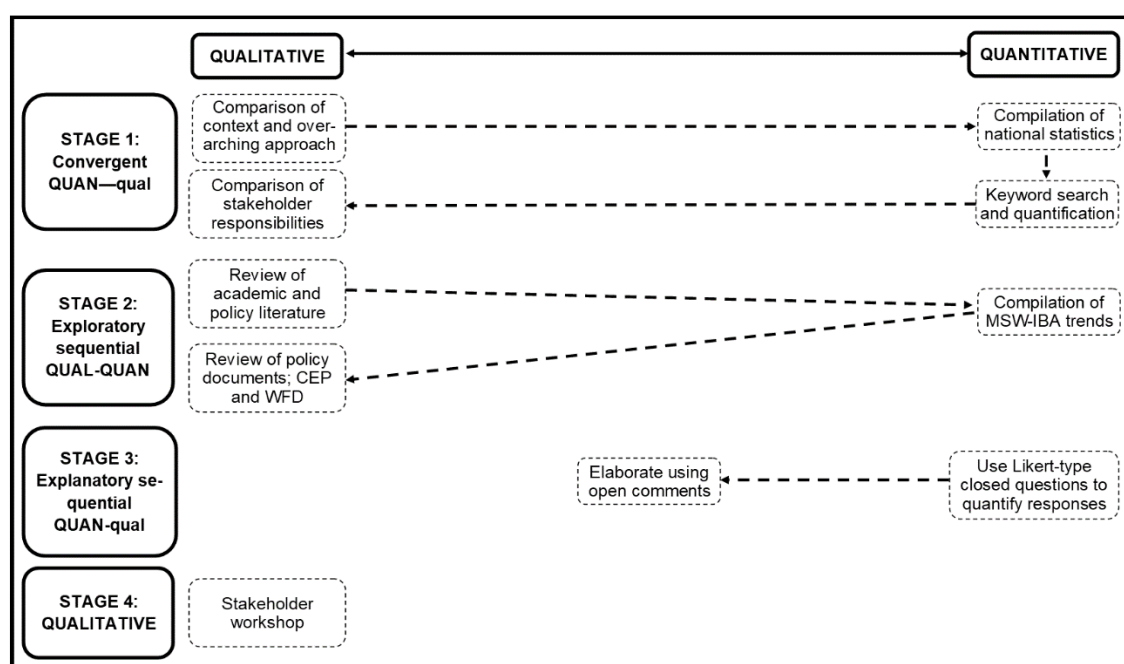 QUALITATIVE
QUANTITATIVE
STAGE 1:
Convergent
QUAN—qual
Comparison of
context and over-
arching approach
Compilation of
national statistics
Comparison of
stakeholder
responsibilities
Keyword search
and quantification
STAGE 2:
Exploratory
sequential
QUAL-QUAN
Review of
academic and
policy literature
Compilation of
MSW-IBA trends
Review of policy
documents; CEP
and WFD
STAGE 3:
Explanatory se-
quential
QUAN-qual
Elaborate using
open comments
Use Likert-type
closed questions to
quantify responses
STAGE 4:
QUALITATIVE
Stakeholder
workshop